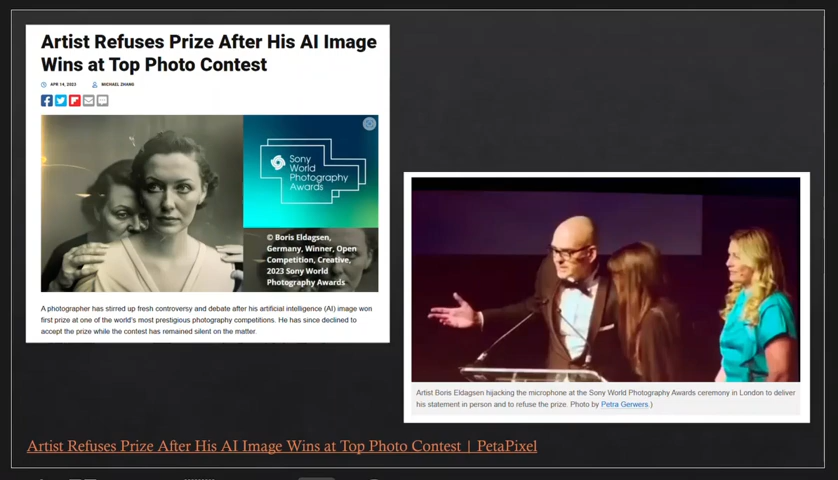 Artist Refuses Prize After His AI Image
Wins at Top Photo Contest
APR 14, 2023 MICHAEL ZHANG
Sony
World
Photography
Awards
© Boris Eldagsen,
Germany, Winner, Open
Competition, Creative,
2023 Sony World
Photography Awards
A photographer has stirred up fresh controversy and debate after his artificial intelligence (AI) image won
first prize at one of the world's most prestigious photography competitions. He has since declined to
accept the prize while the contest has remained silent on the matter.
Artist Boris Eldagsen hijacking the microphone at the Sony World Photography Awards ceremony in London to deliver
his statement in person and to refuse the prize. Photo by Petra Gerwers.)
Artist Refuses Prize After His AI Image Wins at Top Photo Contest | PetaPixel